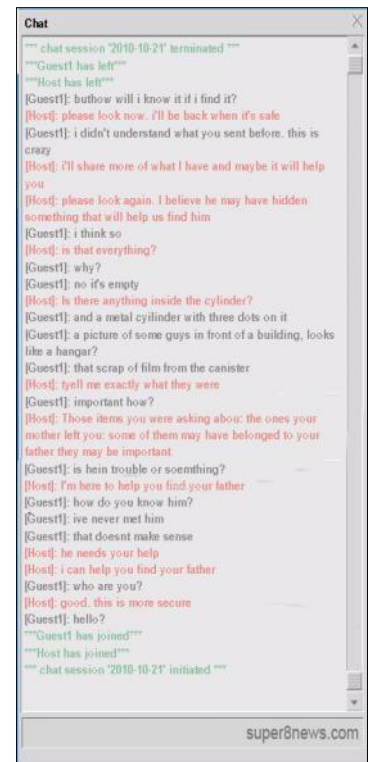 Chat
*** chat session '2010-10-21' terminated ***
***Guest1 has left***
***Host has left***
[Guest1]: buthow will i know it if i find it?
[Host]: please look now. i'll be back when it's safe
[Guest1]: i didn't understand what you sent before. this is
crazy
[Host]: i'll share more of what I have and maybe it will help
you
[Host]: please look again. I believe he may have hidden
something that will help us find him
[Guest1]: i think so
[Host]: is that everything?
[Guest1]: why?
[Guest1]: no it's empty
[Host]: Is there anything inside the cylinder?
[Guest1]: and a metal cyilinder with three dots on it
[Guest1]: a picture of some guys in front of a building, looks
like a hangar?
[Guest1]: that scrap of film from the canister
[Host]: tyell me exactly what they were
[Guest1]: important how?
[Host]: Those items you were asking abou: the ones your
mother left you: some of them may have belonged to your
father they may be important
[Guest1]: is hein trouble or soemthing?
[Host]: I'm here to help you find your father
[Guest1]: how do you know him?
[Guest1]: ive never met him
[Guest1]: that doesnt make sense
[Host]: he needs your help
[Host]: i can help you find your father
[Guest1]: who are you?
[Host]: good. this is more secure
[Guest1]: hello?
***Guest1 has joined***
***Host has joined***
*** chat session '2010-10-21' initiated ***
super8news.com